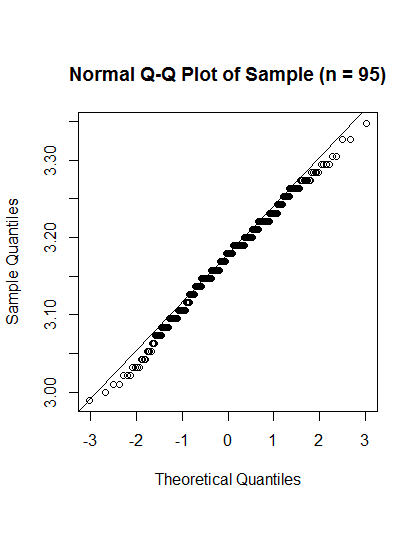 Normal Q-Q Plot of Sample (n = 95)
Sample Quantiles
3.30
3.20
3.10
3.00
-3 -2 -1 0 1 2 3
Theoretical Quantiles